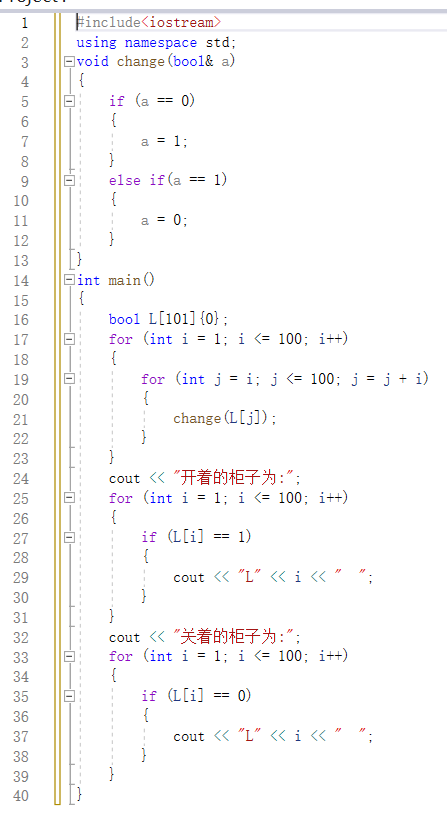 1 #include<iostream>
2 using namespace std;
3 void change(bool& a)
4 {
5 if (a == 0)
6 {
7 a = 1;
8 }
9 else if(a == 1)
10 {
11 a = 0;
12 }
13 }
14 int main()
15 {
16 bool L[101]{0};
17 for (int i = 1; i <= 100; i++)
18 {
19 for (int j = i; j <= 100; j = j + i)
20 {
21 change(L[j]);
22 }
23 }
24 cout << "开着的柜子为:";
25 for (int i = 1; i <= 100; i++)
26 {
27 if (L[i] == 1)
28 {
29 cout << "L" << i << "  ";
30 }
31 }
32 cout << "关着的柜子为:";
33 for (int i = 1; i <= 100; i++)
34 {
35 if (L[i] == 0)
36 {
37 cout << "L" << i << "  ";
38 }
39 }
40 }